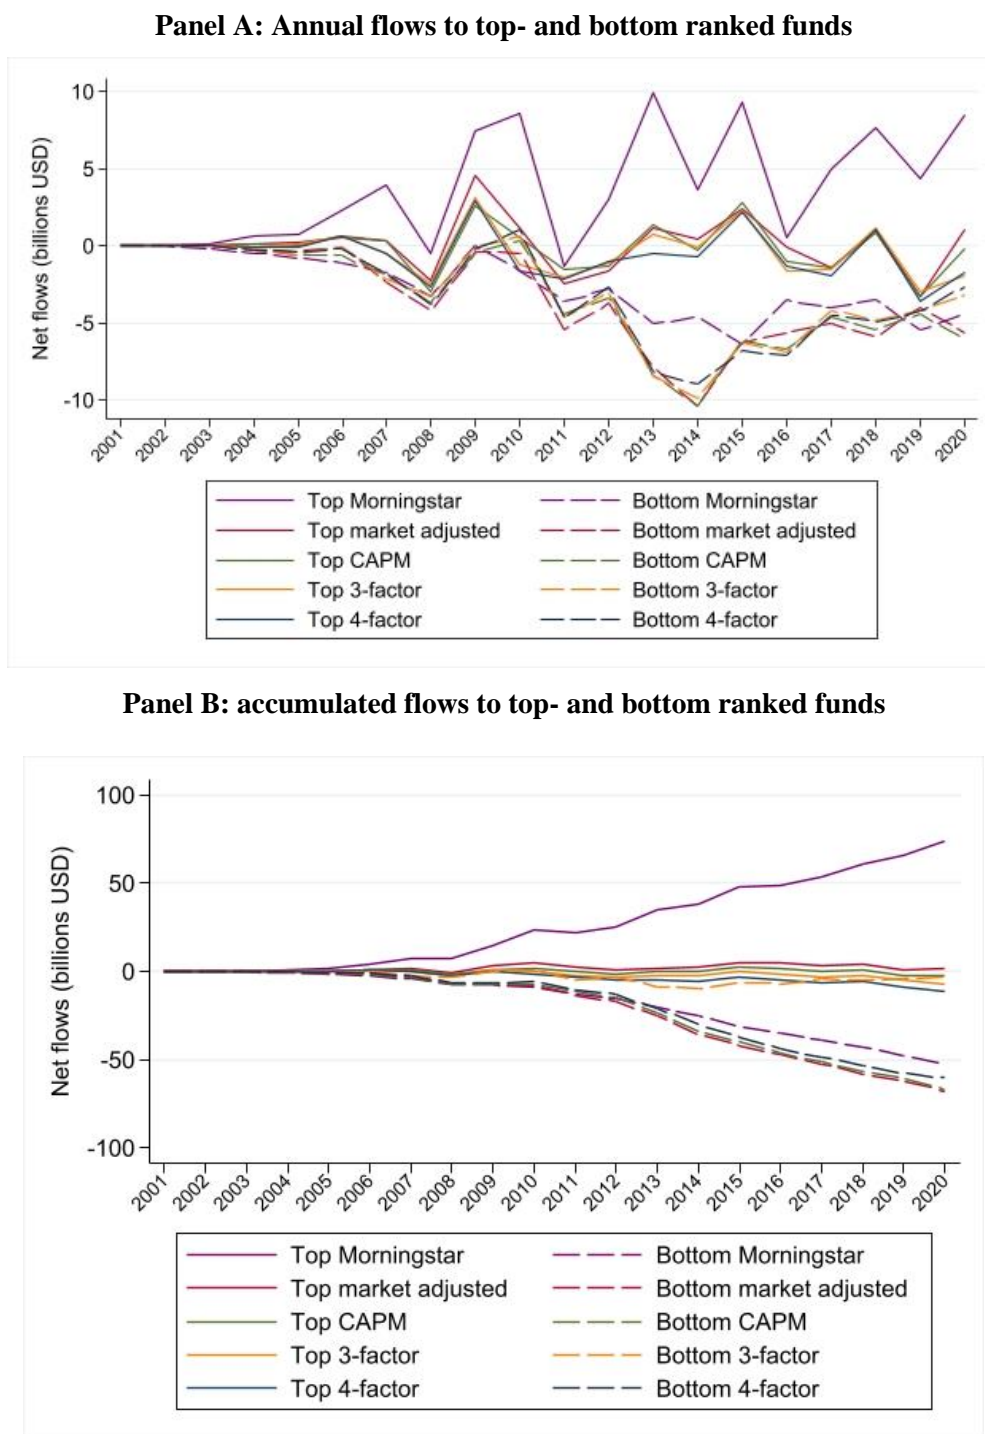 Panel A: Annual flows to top- and bottom ranked funds
10
5
0
-5
-10
Net flows (billions USD)
2001 2002 2003 2004 2005 2006 2007 2008 2009 2010 2011 2012 2013 2014 2015 2016 2017 2018 2019 2020
Top Morningstar Bottom Morningstar
Top market adjusted Bottom market adjusted
Top CAPM Bottom CAPM
Top 3-factor Bottom 3-factor
Top 4-factor Bottom 4-factor
Panel B: accumulated flows to top- and bottom ranked funds
100
50
0
-50
-100
Net flows (billions USD)
2001 2002 2003 2004 2005 2006 2007 2008 2009 2010 2011 2012 2013 2014 2015 2016 2017 2018 2019 2020
Top Morningstar Bottom Morningstar
Top market adjusted Bottom market adjusted
Top CAPM Bottom CAPM
Top 3-factor Bottom 3-factor
Top 4-factor Bottom 4-factor